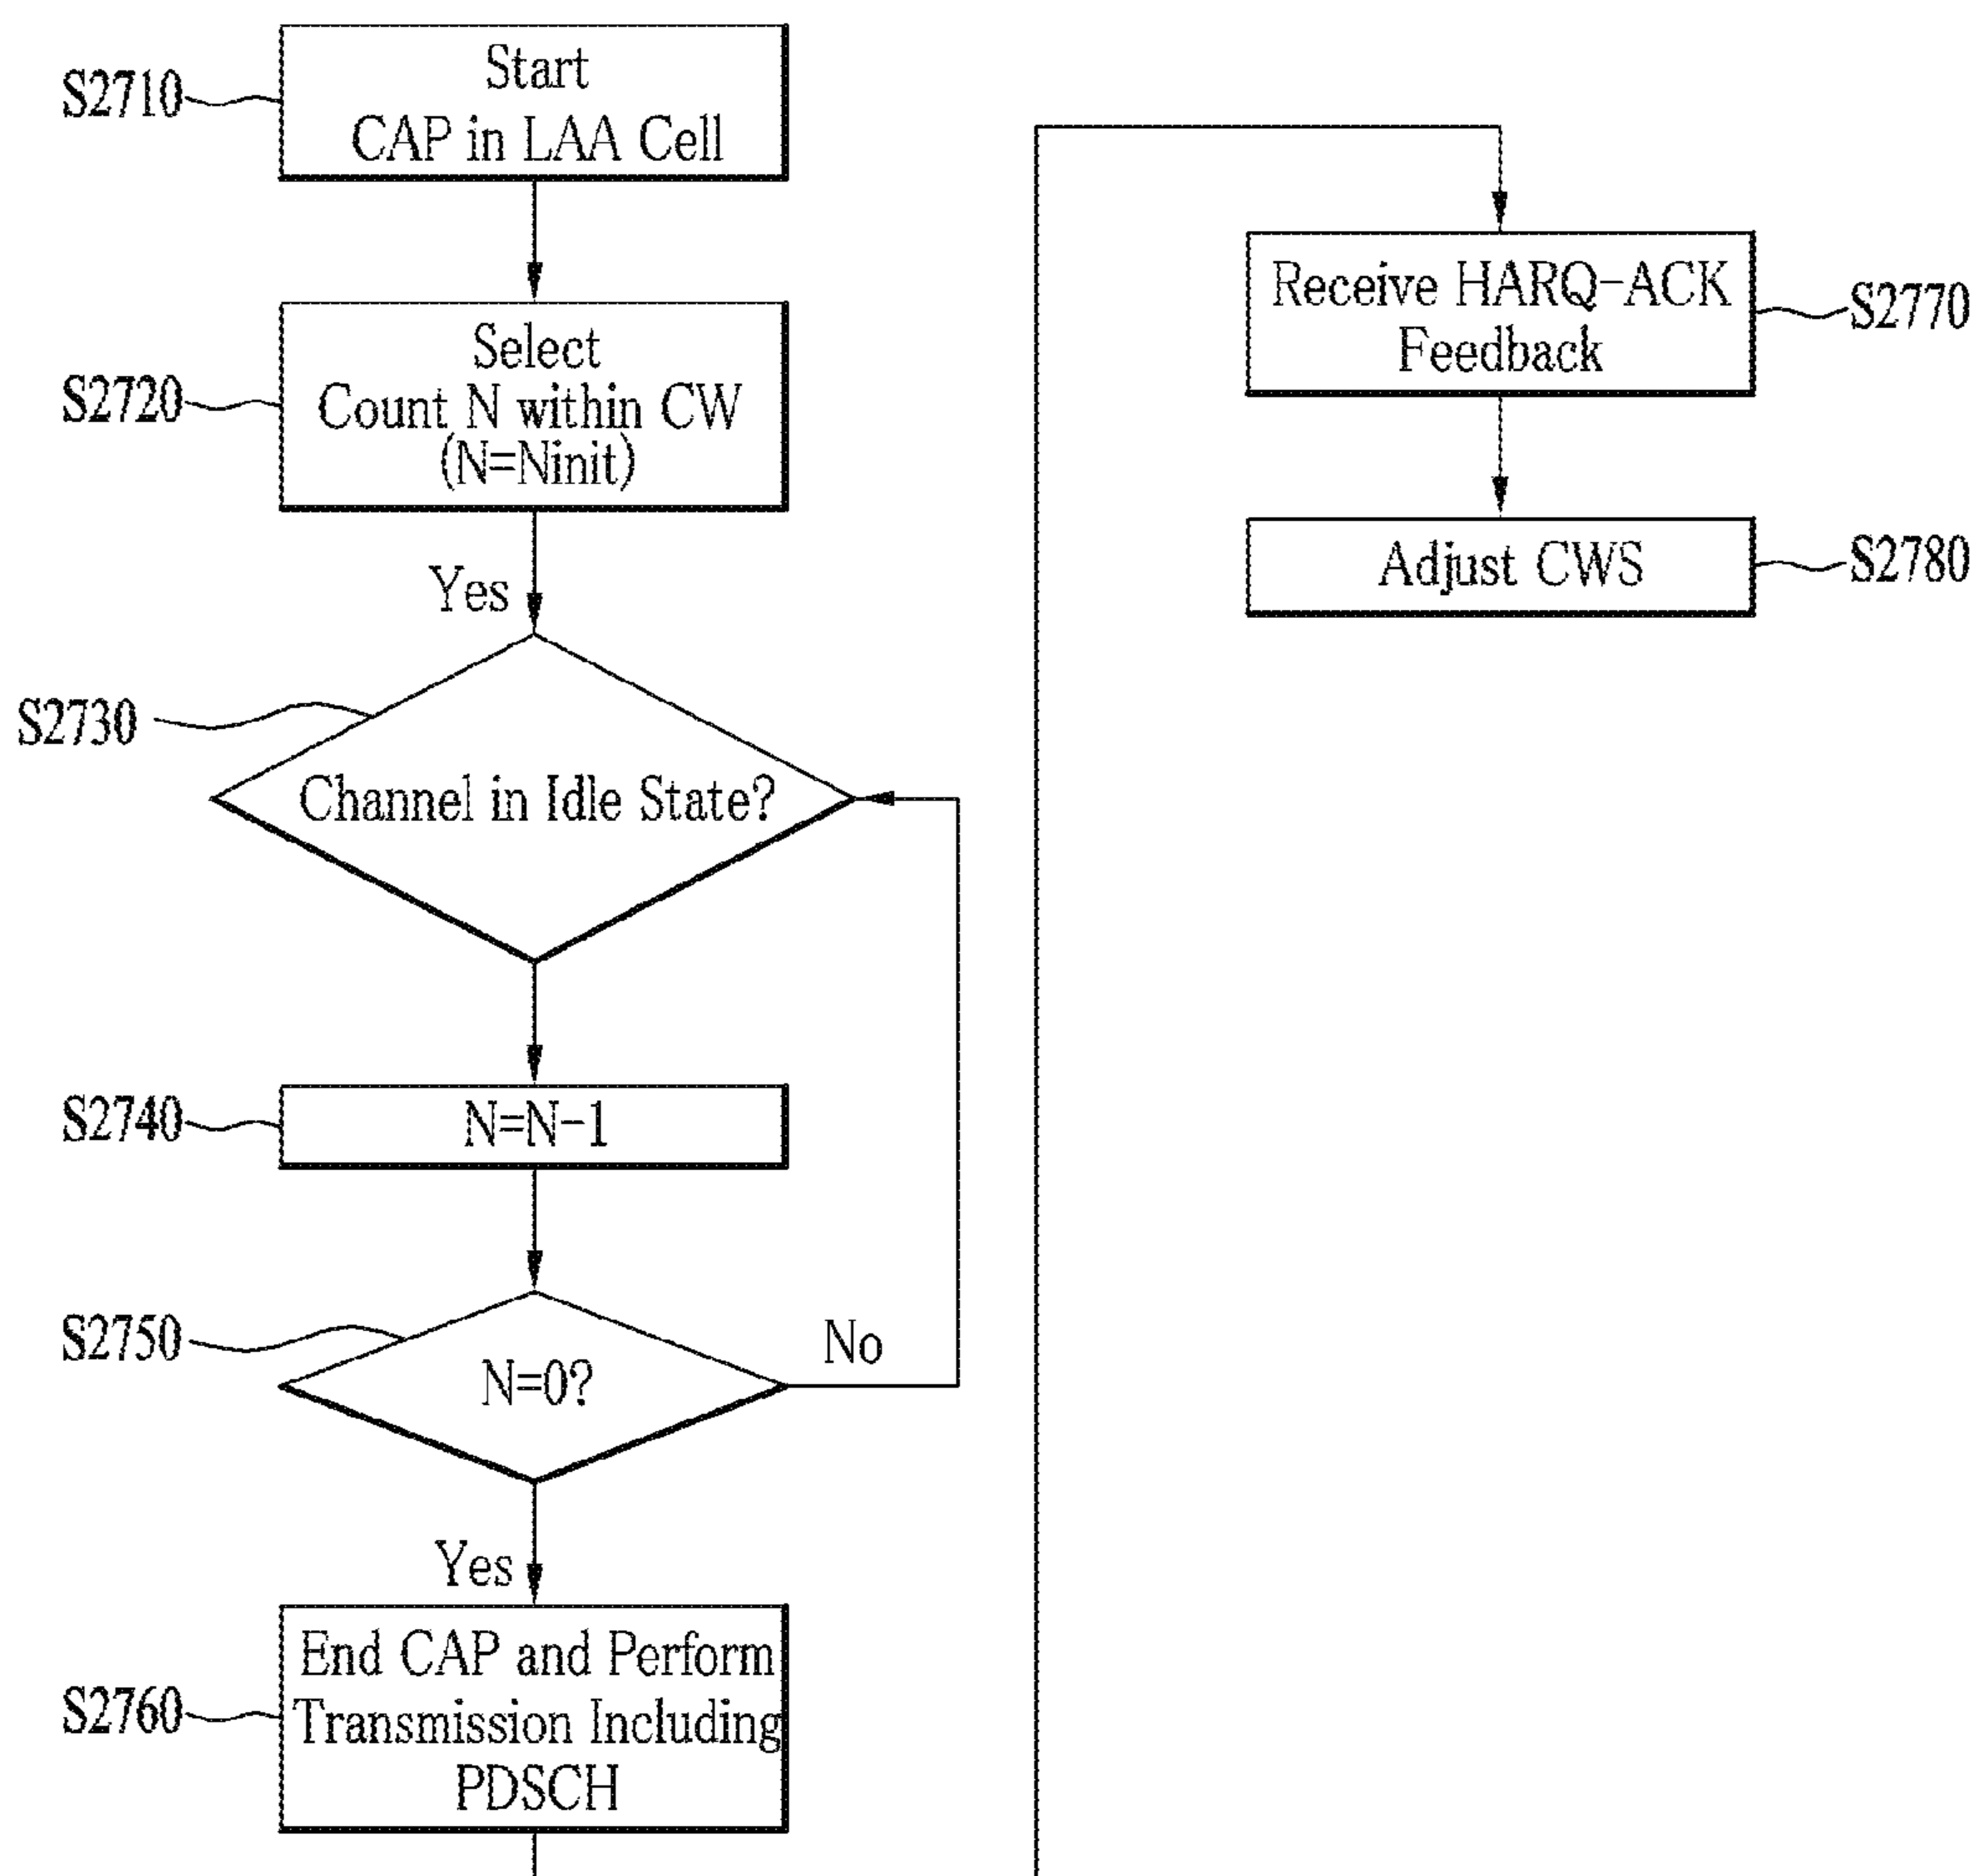 S2710
Start
CAP in LAA Cell
S2720
Select
Count N within CW
(N=Ninit)
Yes
S2730
Channel in Idle State?
S2740
N=N-1
S2750
N=0?
No
Yes
S2760
End CAP and Perform
Transmission Including
PDSCH
Receive HARQ-ACK
Feedback
S2770
Adjust CWS
S2780